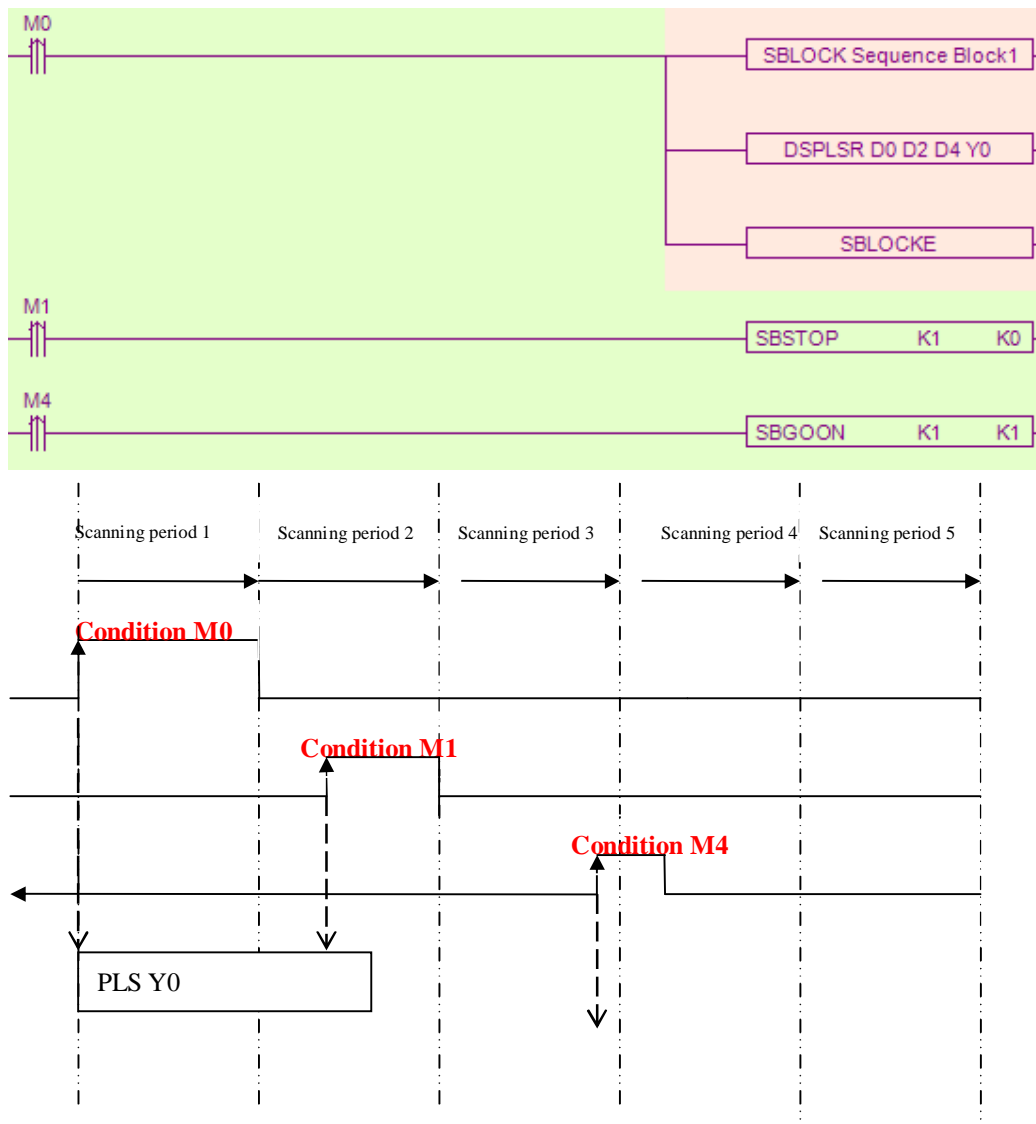 M0
SBLOCK Sequence Block1
DSPLSR D0 D2 D4 Y0
SBLOCKE
M1
SBSTOP K1 K0
M4
SBGOON K1 K1
Scanning period 1 Scanning period 2 Scanning period 3 Scanning period 4 Scanning period 5
Condition M0
Condition M1
Condition M4
PLS Y0